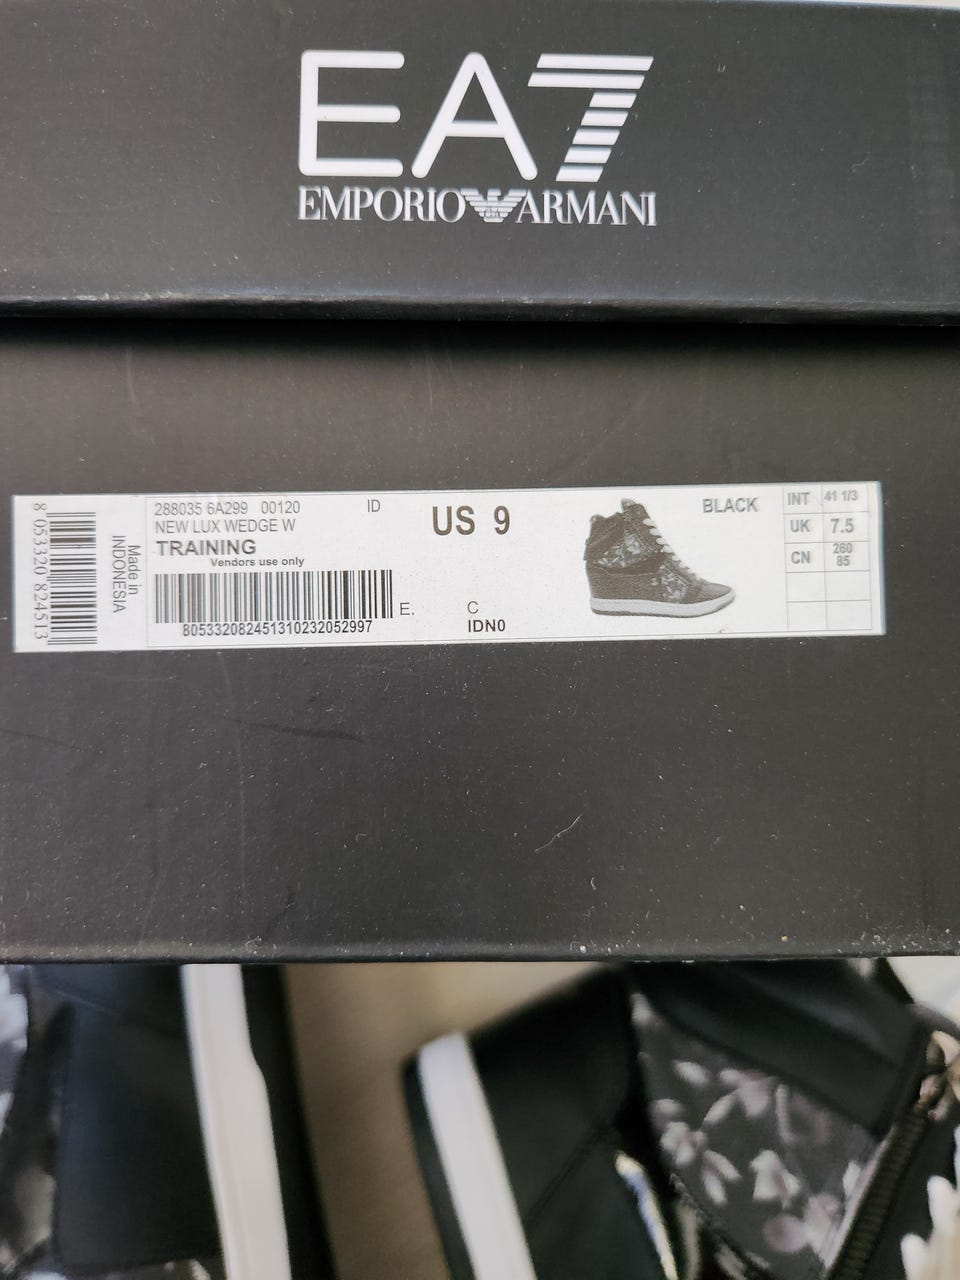 EA7
EMPORIO ARMANI
8 053320 824513
Made in
INDONESIA
288035 6A299 00120 ID
NEW LUX WEDGE W
TRAINING
Vendors use only
805332082451310232052997
E.
US 9
C
IDN0
BLACK
INT 41 1/3
UK 7.5
CN 260
85